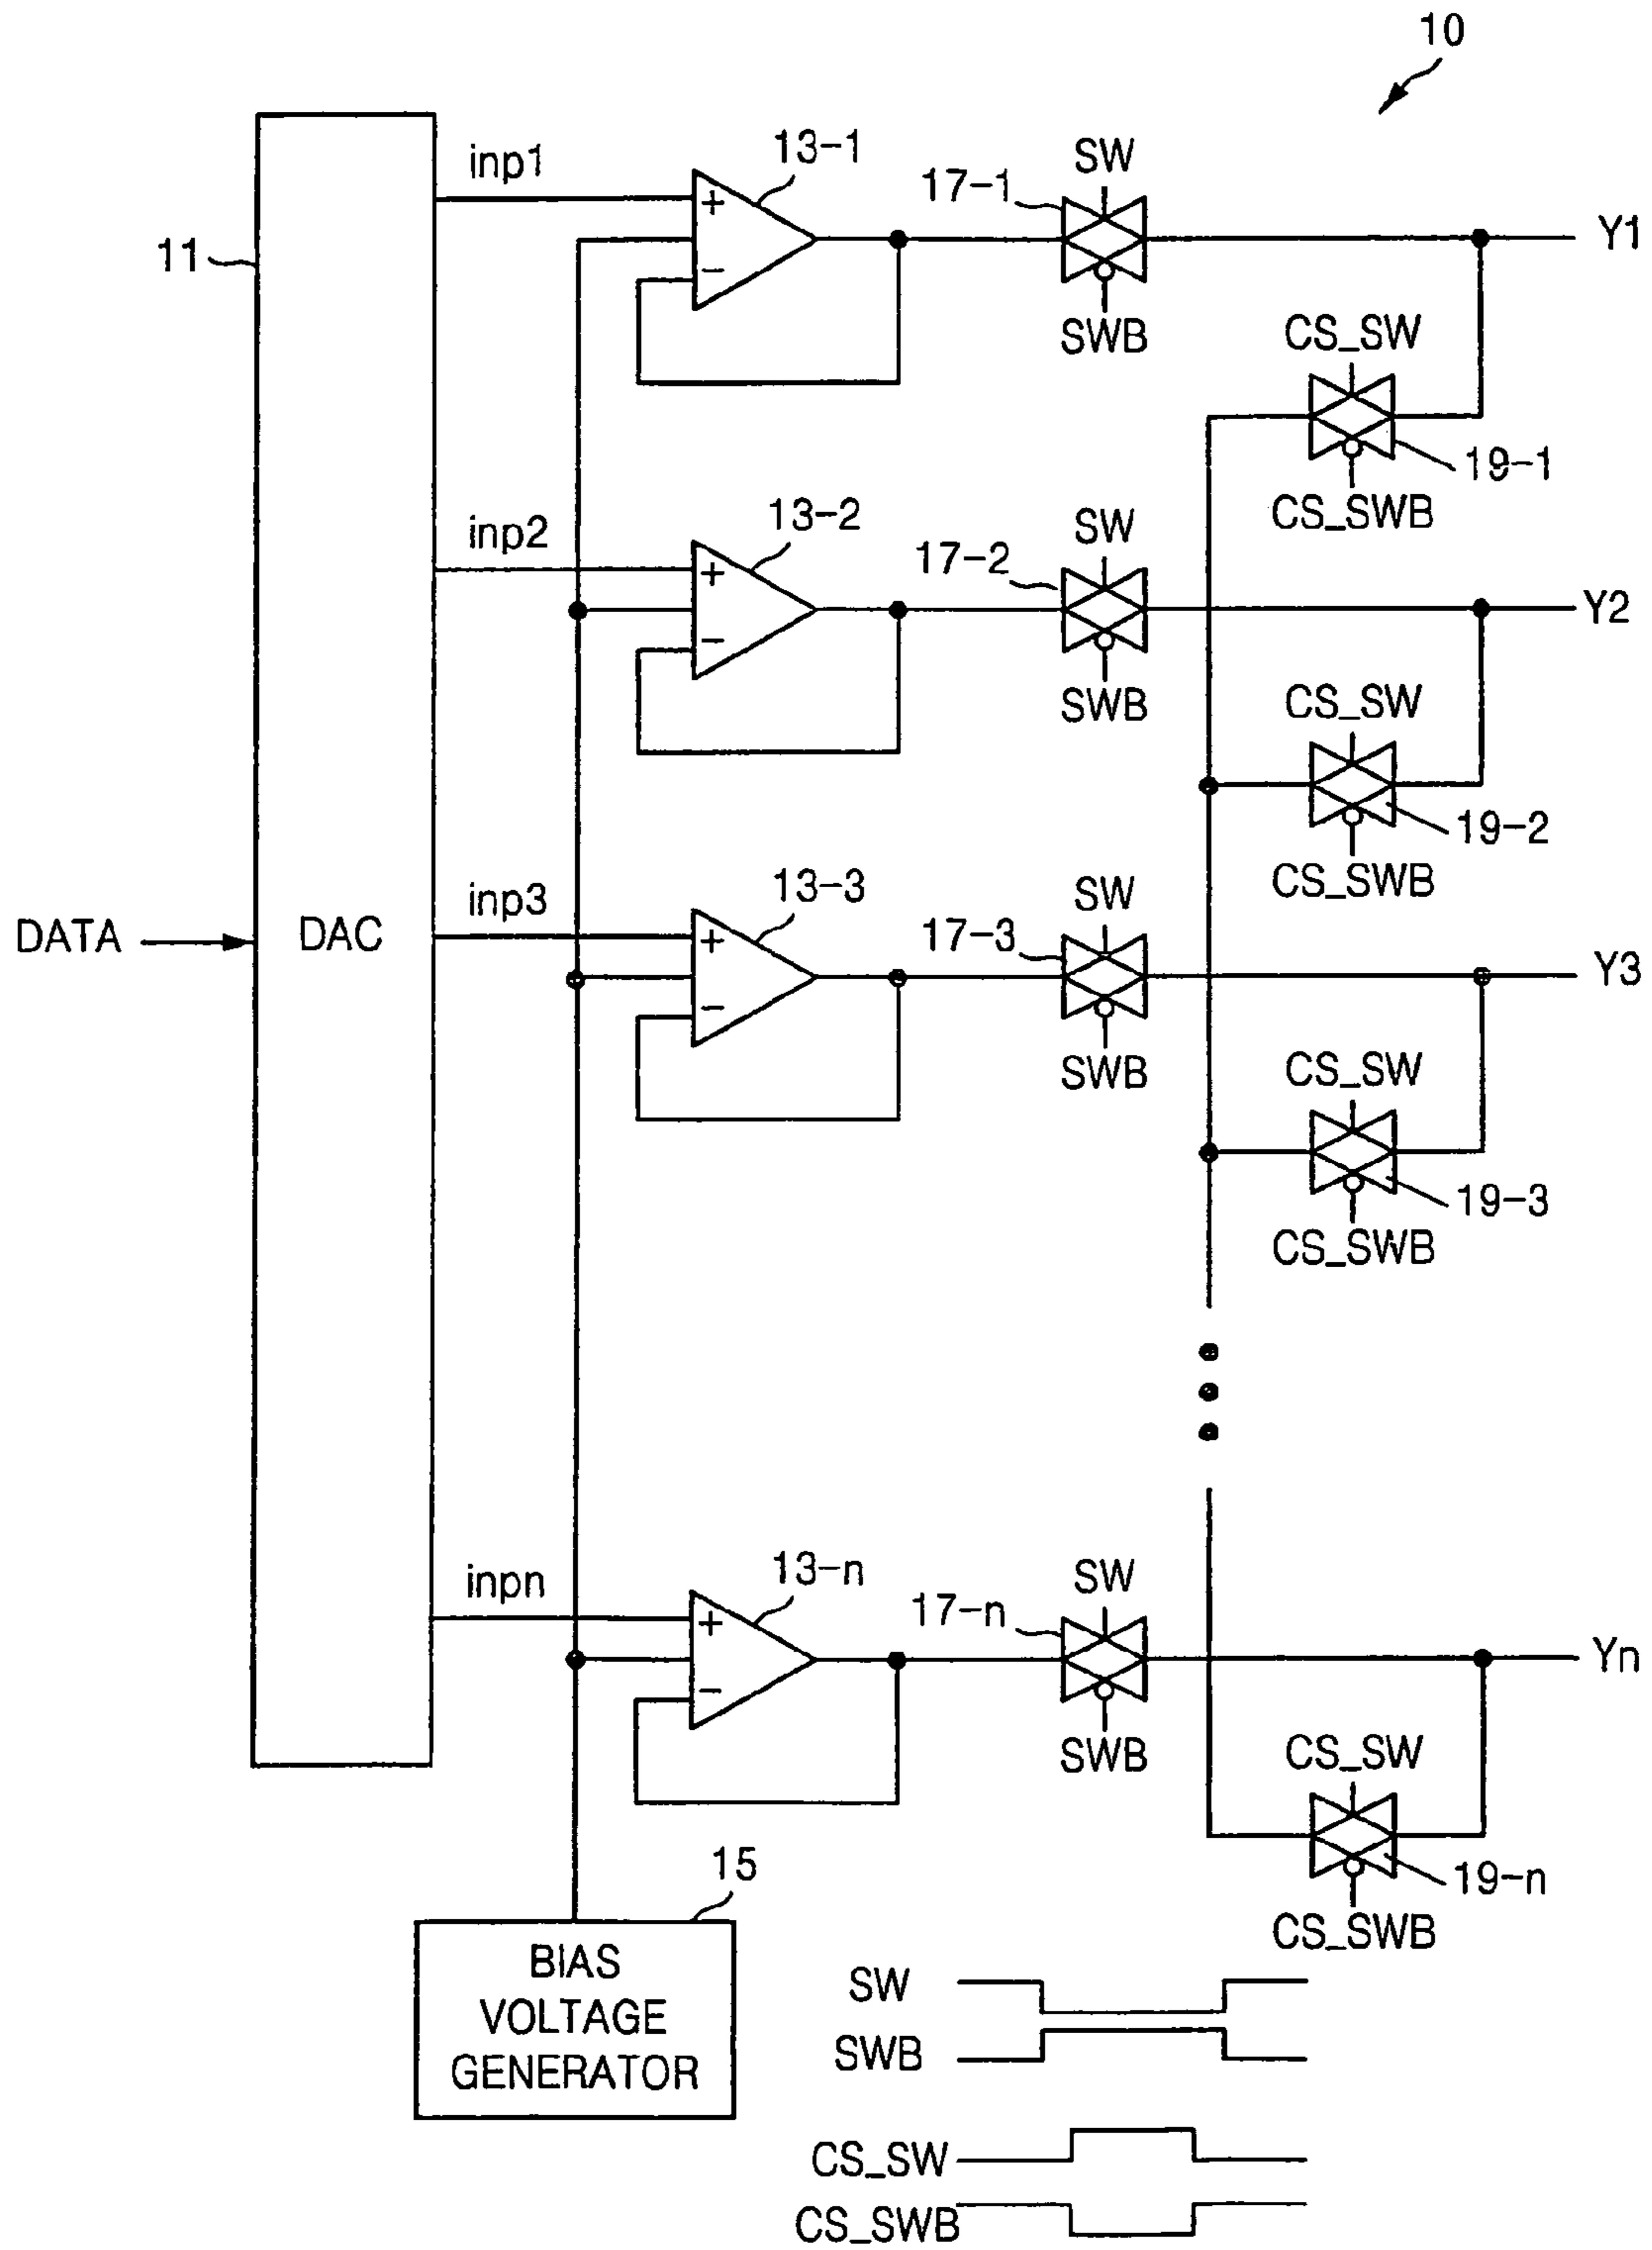 10
inp1
13-1
17-1
SW
Y1
11
SWB
CS_SW
19-1
CS_SWB
inp2
13-2
17-2
SW
Y2
SWB
CS_SW
19-2
CS_SWB
inp3
13-3
17-3
SW
DATA
DAC
Y3
SWB
CS_SW
19-3
CS_SWB
inpn
13-n
17-n
SW
Yn
SWB
CS_SW
19-n
CS_SWB
15
BIAS
VOLTAGE
GENERATOR
SW
SWB
CS_SW
CS_SWB